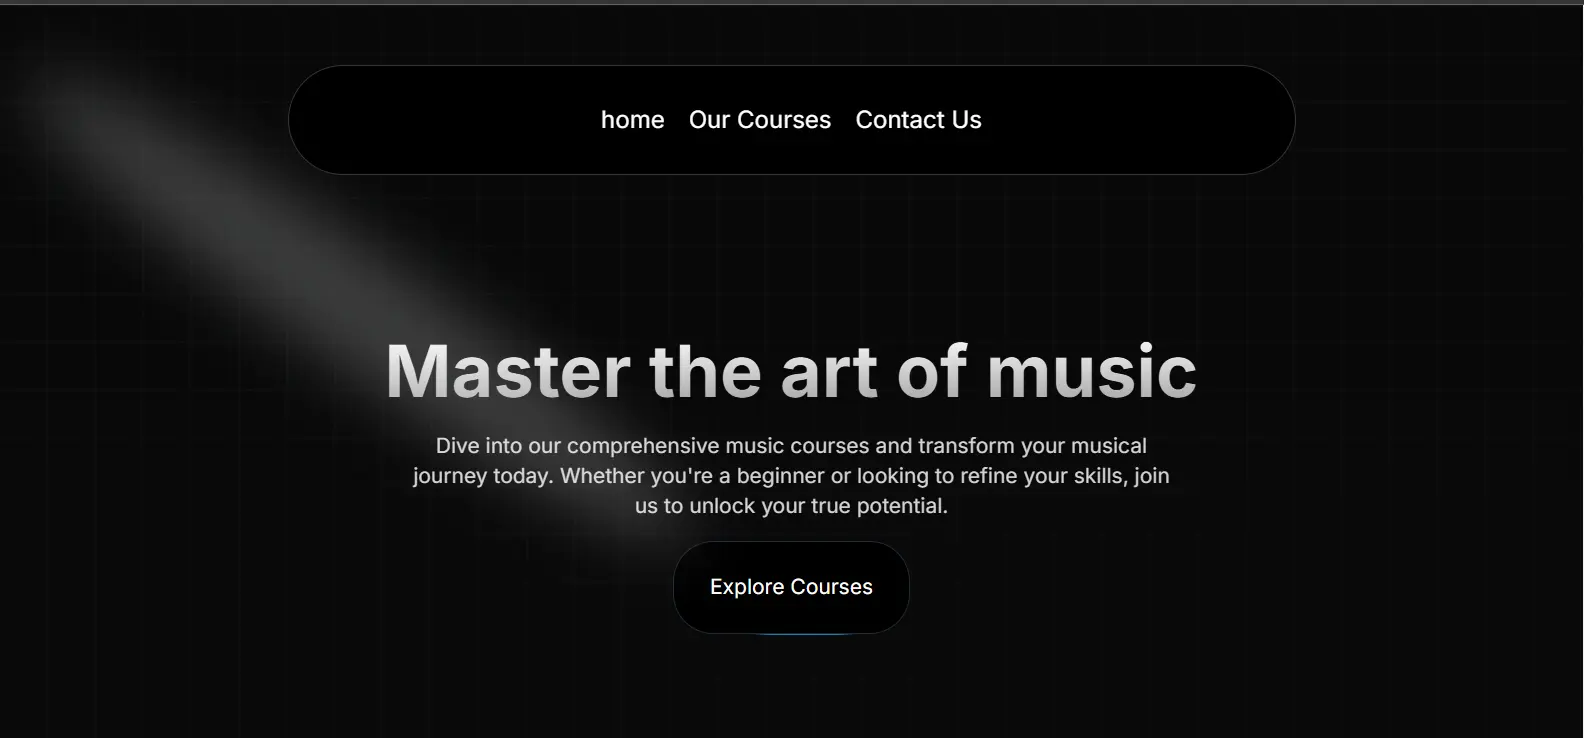 home Our Courses Contact Us
Master the art of music
Dive into our comprehensive music courses and transform your musical
journey today. Whether you're a beginner or looking to refine your skills, join
us to unlock your true potential.
Explore Courses